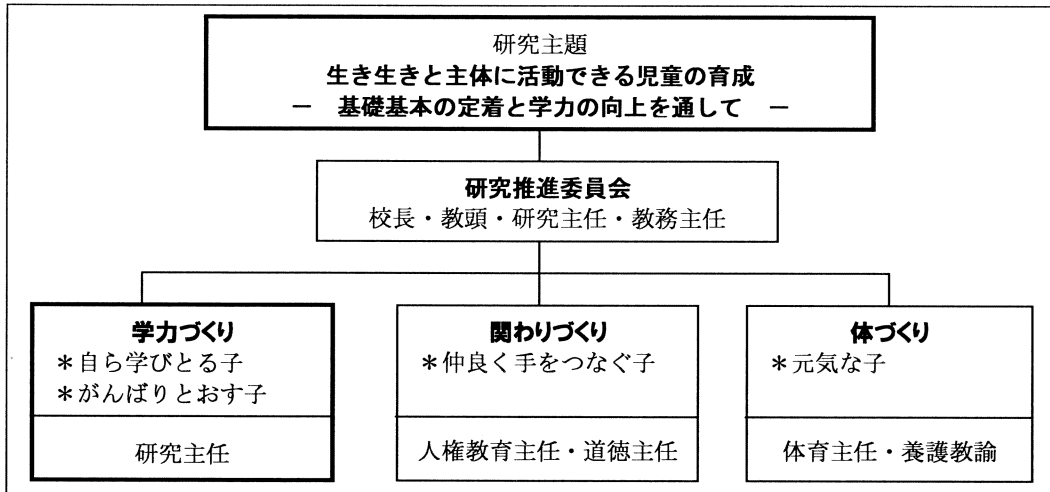 研究主題
生き生きと主体に活動できる児童の育成
― 基礎基本の定着と学力の向上を通して ―
研究推進委員会
校長・教頭・研究主任・教務主任
学力づくり
＊自ら学びとる子
＊がんばりとおす子
研究主任
関わりづくり
＊仲良く手をつなぐ子
人権教育主任・道徳主任
体づくり
＊元気な子
体育主任・養護教諭